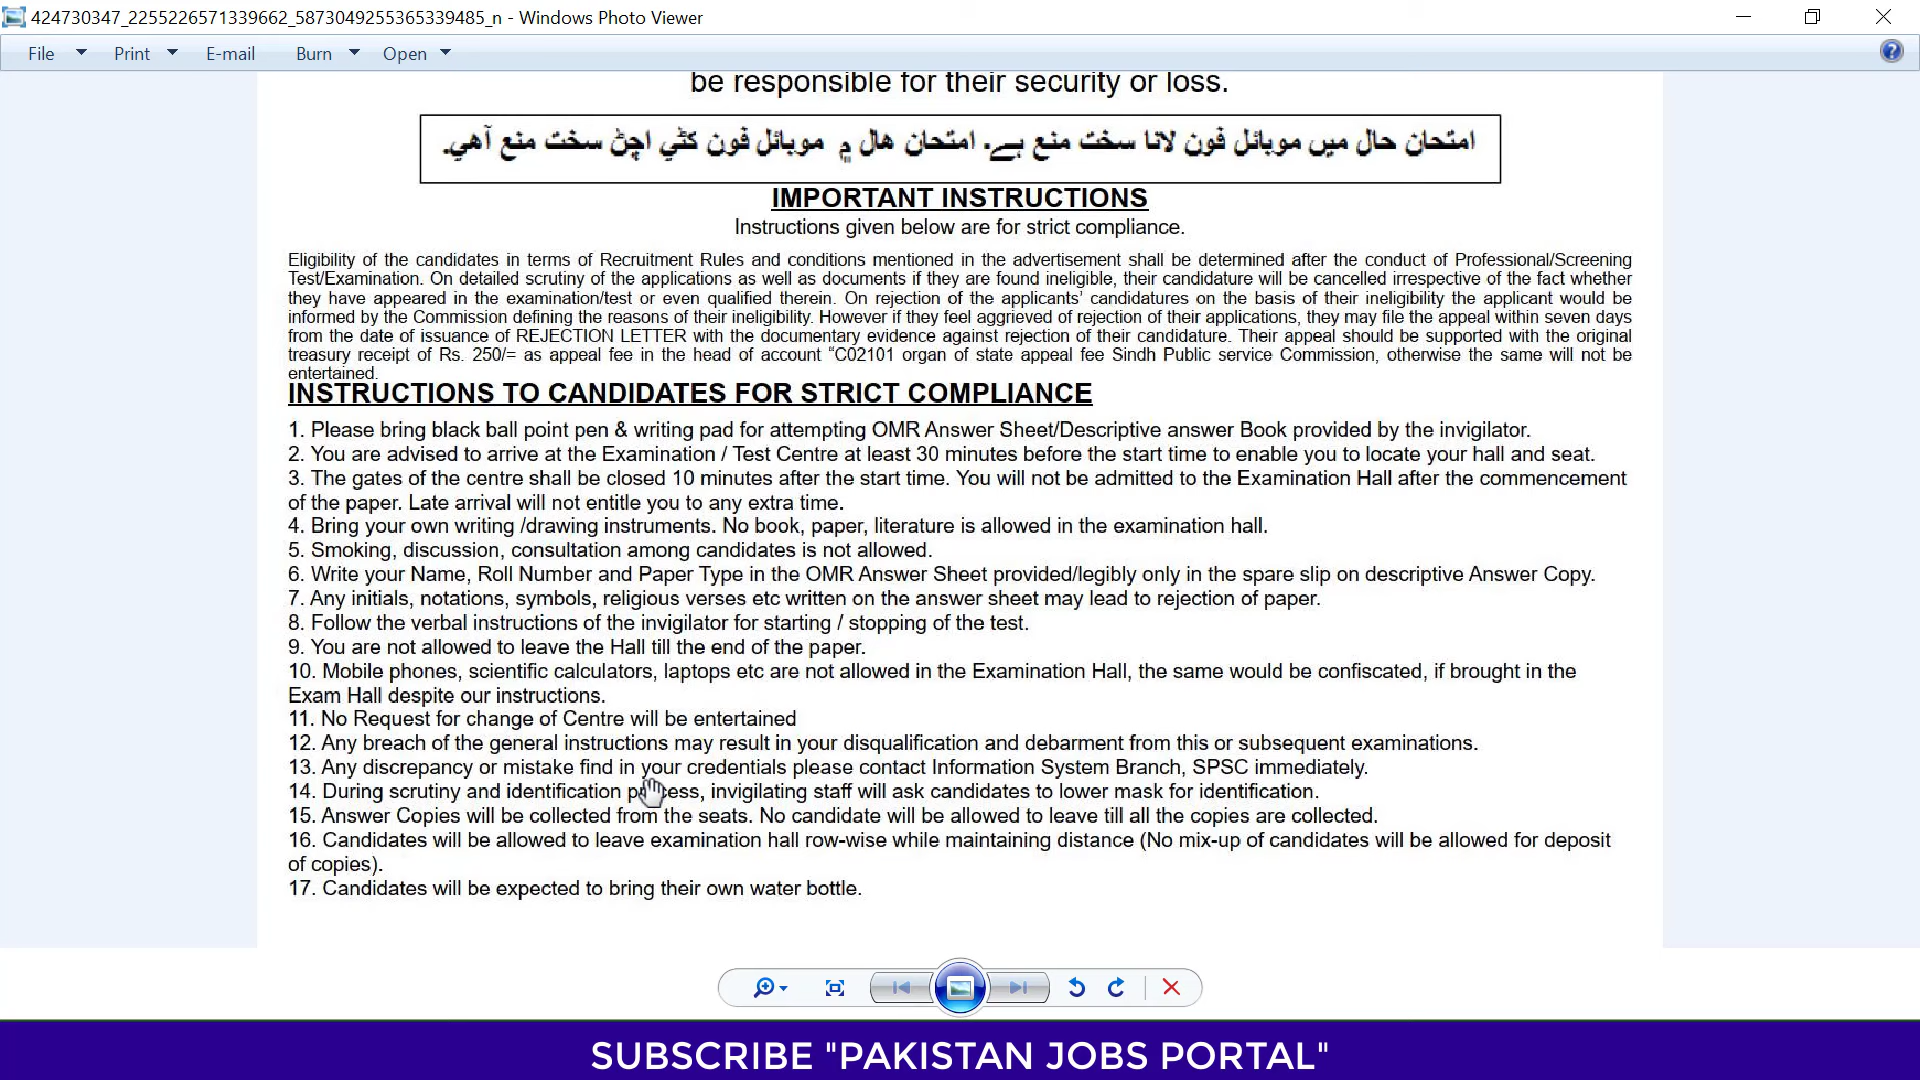 424730347_2255226571339662_5873049255365339485_n - Windows Photo Viewer
File Print E-mail Burn Open
be responsible for their security or loss.
امتحان حال میں موبائل فون لانا سخت منع ہے۔ امتحان هال ۾ موبائل فون کڻي اچڻ سخت منع آهي۔
IMPORTANT INSTRUCTIONS
Instructions given below are for strict compliance.
Eligibility of the candidates in terms of Recruitment Rules and conditions mentioned in the advertisement shall be determined after the conduct of Professional/Screening
Test/Examination. On detailed scrutiny of the applications as well as documents if they are found ineligible, their candidature will be cancelled irrespective of the fact whether
they have appeared in the examination/test or even qualified therein. On rejection of the applicants' candidatures on the basis of their ineligibility the applicant would be
informed by the Commission defining the reasons of their ineligibility. However if they feel aggrieved of rejection of their applications, they may file the appeal within seven days
from the date of issuance of REJECTION LETTER with the documentary evidence against rejection of their candidature. Their appeal should be supported with the original
treasury receipt of Rs. 250/= as appeal fee in the head of account “C02101 organ of state appeal fee Sindh Public service Commission, otherwise the same will not be
entertained.
INSTRUCTIONS TO CANDIDATES FOR STRICT COMPLIANCE
1. Please bring black ball point pen & writing pad for attempting OMR Answer Sheet/Descriptive answer Book provided by the invigilator.
2. You are advised to arrive at the Examination / Test Centre at least 30 minutes before the start time to enable you to locate your hall and seat.
3. The gates of the centre shall be closed 10 minutes after the start time. You will not be admitted to the Examination Hall after the commencement
of the paper. Late arrival will not entitle you to any extra time.
4. Bring your own writing /drawing instruments. No book, paper, literature is allowed in the examination hall.
5. Smoking, discussion, consultation among candidates is not allowed.
6. Write your Name, Roll Number and Paper Type in the OMR Answer Sheet provided/legibly only in the spare slip on descriptive Answer Copy.
7. Any initials, notations, symbols, religious verses etc written on the answer sheet may lead to rejection of paper.
8. Follow the verbal instructions of the invigilator for starting / stopping of the test.
9. You are not allowed to leave the Hall till the end of the paper.
10. Mobile phones, scientific calculators, laptops etc are not allowed in the Examination Hall, the same would be confiscated, if brought in the
Exam Hall despite our instructions.
11. No Request for change of Centre will be entertained
12. Any breach of the general instructions may result in your disqualification and debarment from this or subsequent examinations.
13. Any discrepancy or mistake find in your credentials please contact Information System Branch, SPSC immediately.
14. During scrutiny and identification process, invigilating staff will ask candidates to lower mask for identification.
15. Answer Copies will be collected from the seats. No candidate will be allowed to leave till all the copies are collected.
16. Candidates will be allowed to leave examination hall row-wise while maintaining distance (No mix-up of candidates will be allowed for deposit
of copies).
17. Candidates will be expected to bring their own water bottle.
SUBSCRIBE "PAKISTAN JOBS PORTAL"